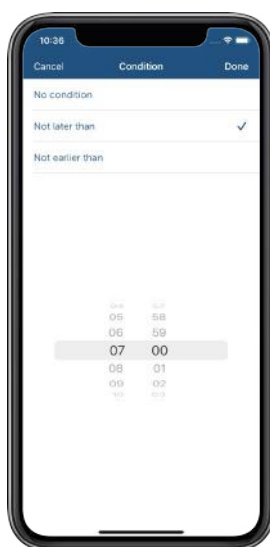 10:36
Cancel Condition Done
No condition
Not later than
Not earlier than
05 58
06 59
07 00
08 01
09 02